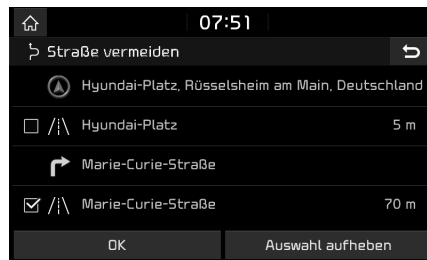 07:51
Straße vermeiden
Hyundai-Platz, Rüsselsheim am Main, Deutschland
Hyundai-Platz 5 m
Marie-Curie-Straße
Marie-Curie-Straße 70 m
OK Auswahl aufheben